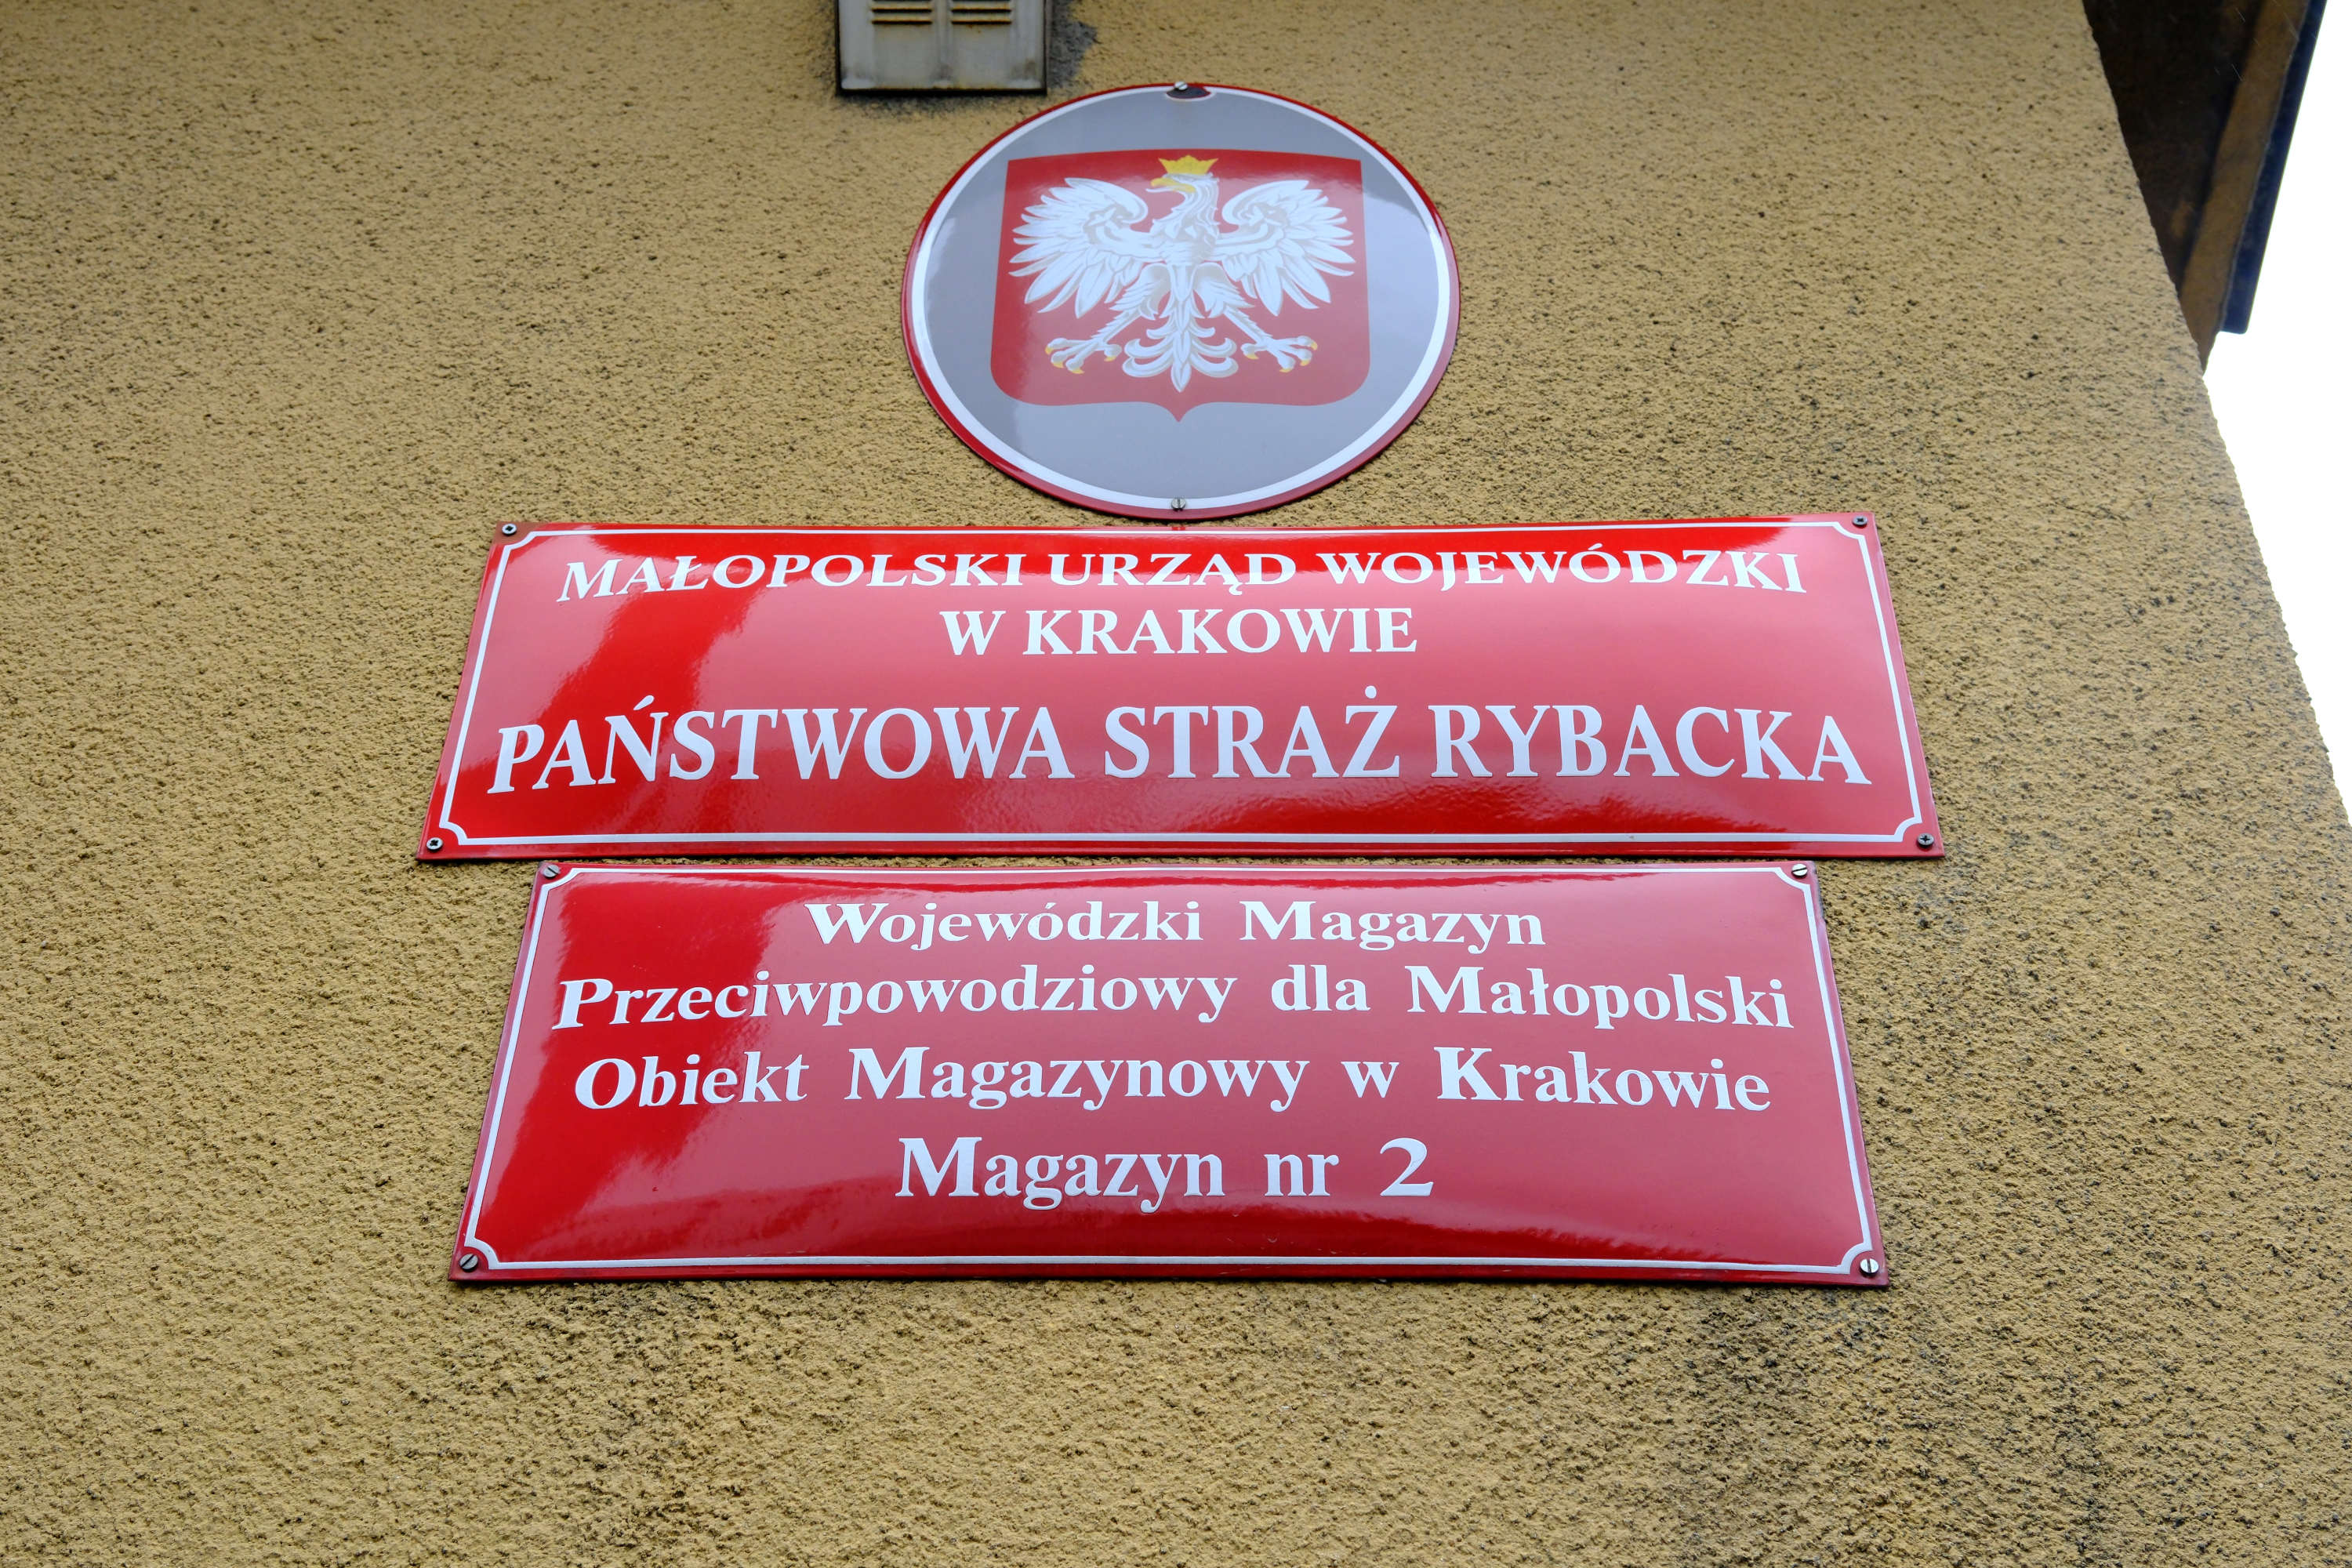 MAŁOPOLSKI URZĄD WOJEWÓDZKI
W KRAKOWIE
PAŃSTWOWA STRAŻ RYBACKA
Wojewódzki Magazyn
Przeciwpowodziowy dla Małopolski
Obiekt Magazynowy w Krakowie
Magazyn nr 2